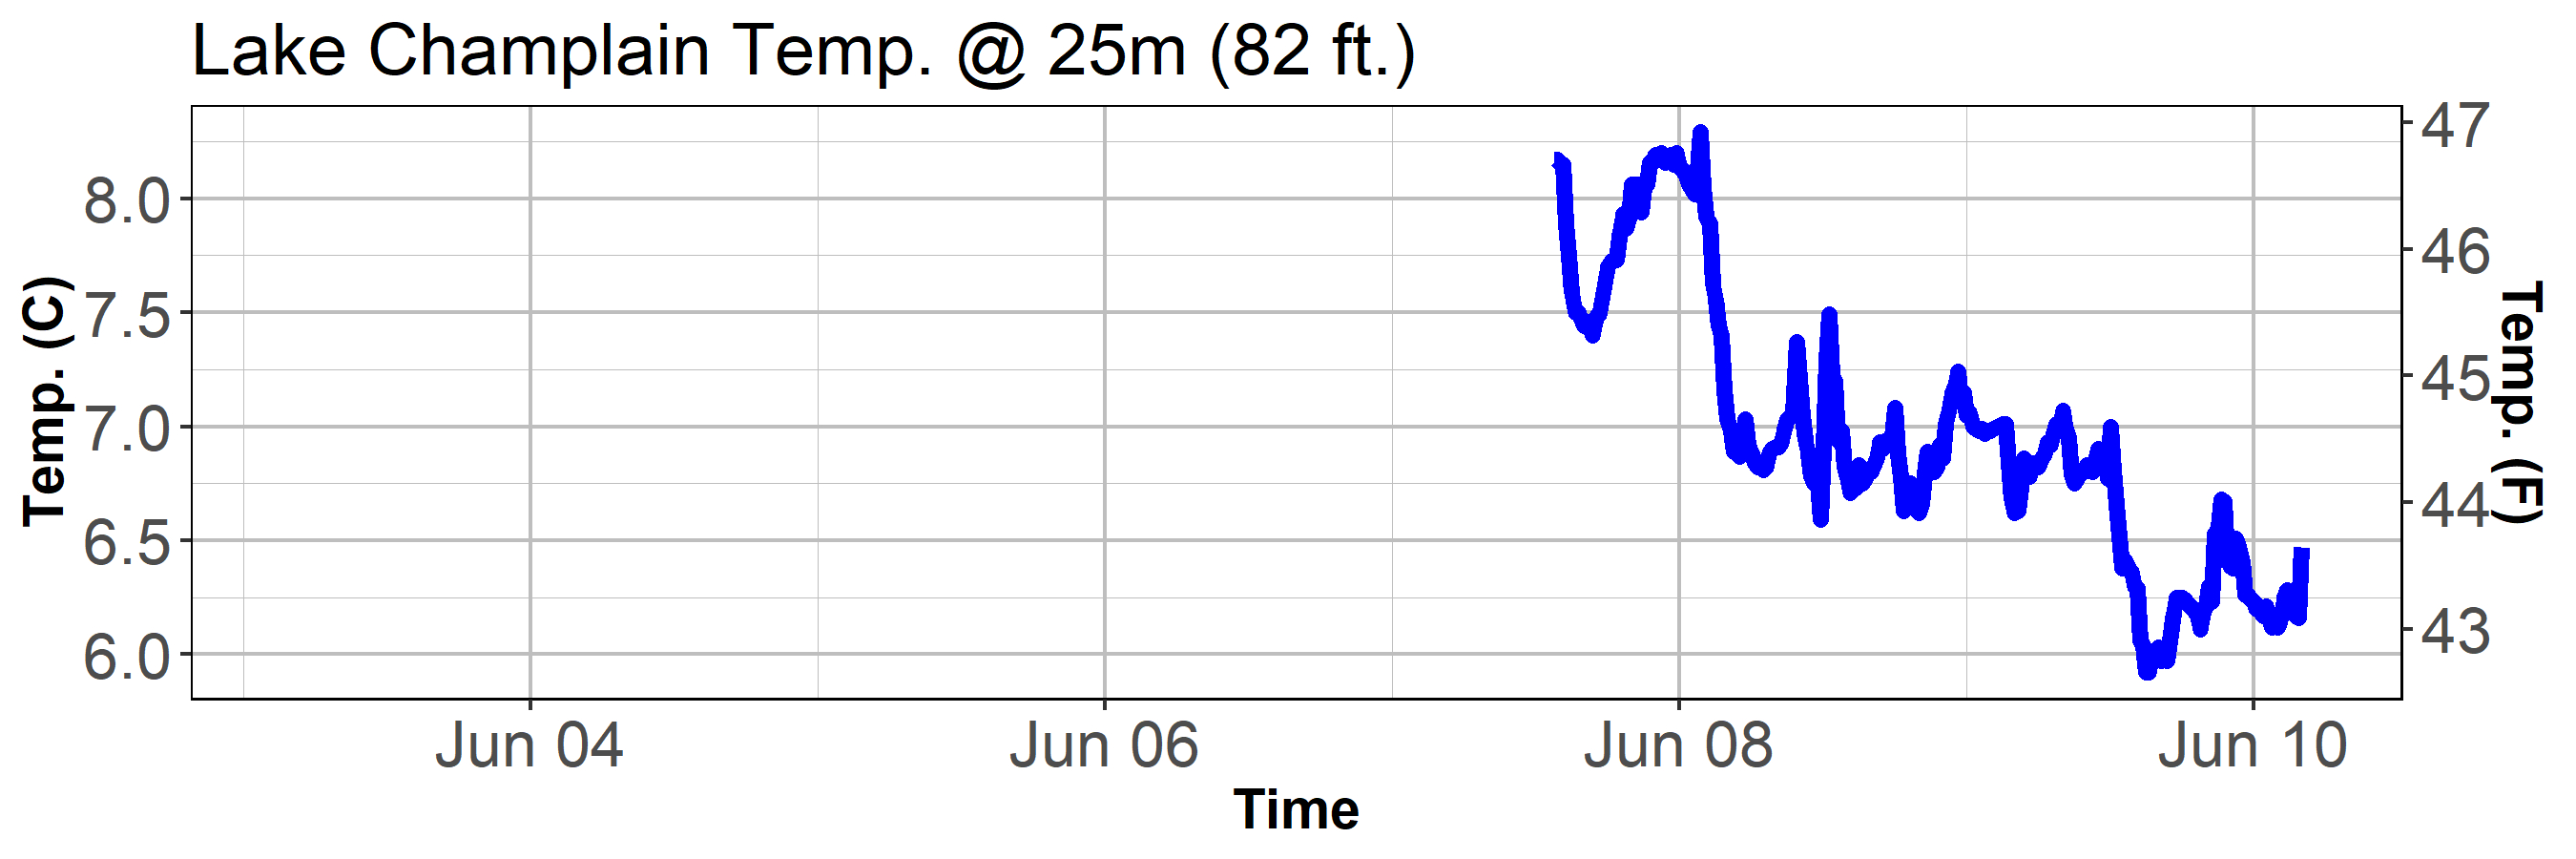 Lake Champlain Temp. @ 25m (82 ft.)
Temp. (C)
8.0
7.5
7.0
6.5
6.0
47
46
45
44
43
Temp. (F)
Jun 04 Jun 06 Jun 08 Jun 10
Time